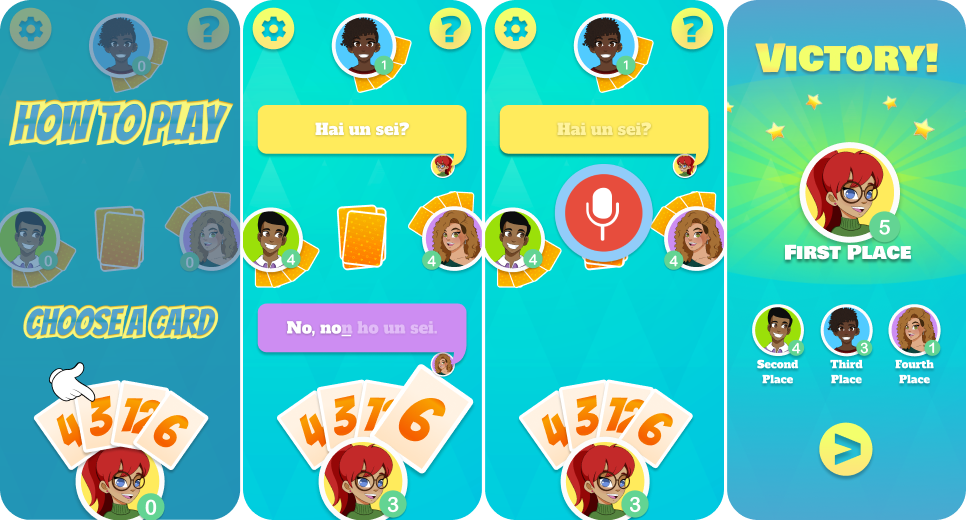 ?
0
HOW TO PLAY
0
0
CHOOSE A CARD
4 3 12 6
0
?
1
Hai un sei?
4
4
No, non ho un sei.
4 3 1 6
3
?
1
Hai un sei?
4
4
4 3 12 6
3
VICTORY!
5
FIRST PLACE
4
3
1
Second
Place
Third
Place
Fourth
Place
>